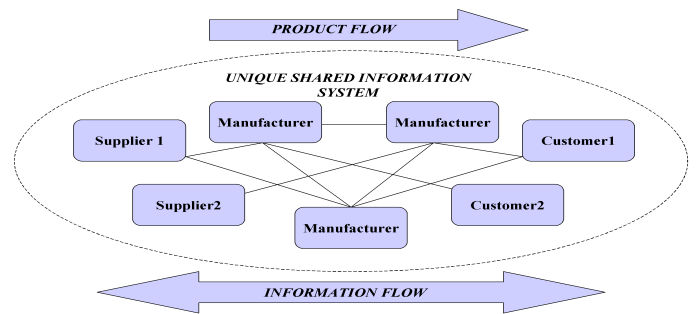 PRODUCT FLOW
UNIQUE SHARED INFORMATION
SYSTEM
Manufacturer
Manufacturer
Supplier 1
Customer1
Supplier2
Customer2
Manufacturer
INFORMATION FLOW